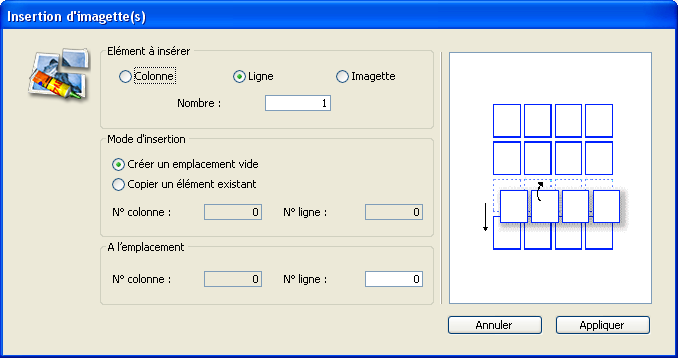 Insertion d'imagette(s)
Elément à insérer
Colonne Ligne Imagette
Nombre : 1
Mode d'insertion
Créer un emplacement vide
Copier un élément existant
N° colonne : 0 N° ligne : 0
A l'emplacement
N° colonne : 0 N° ligne : 0
Annuler Appliquer